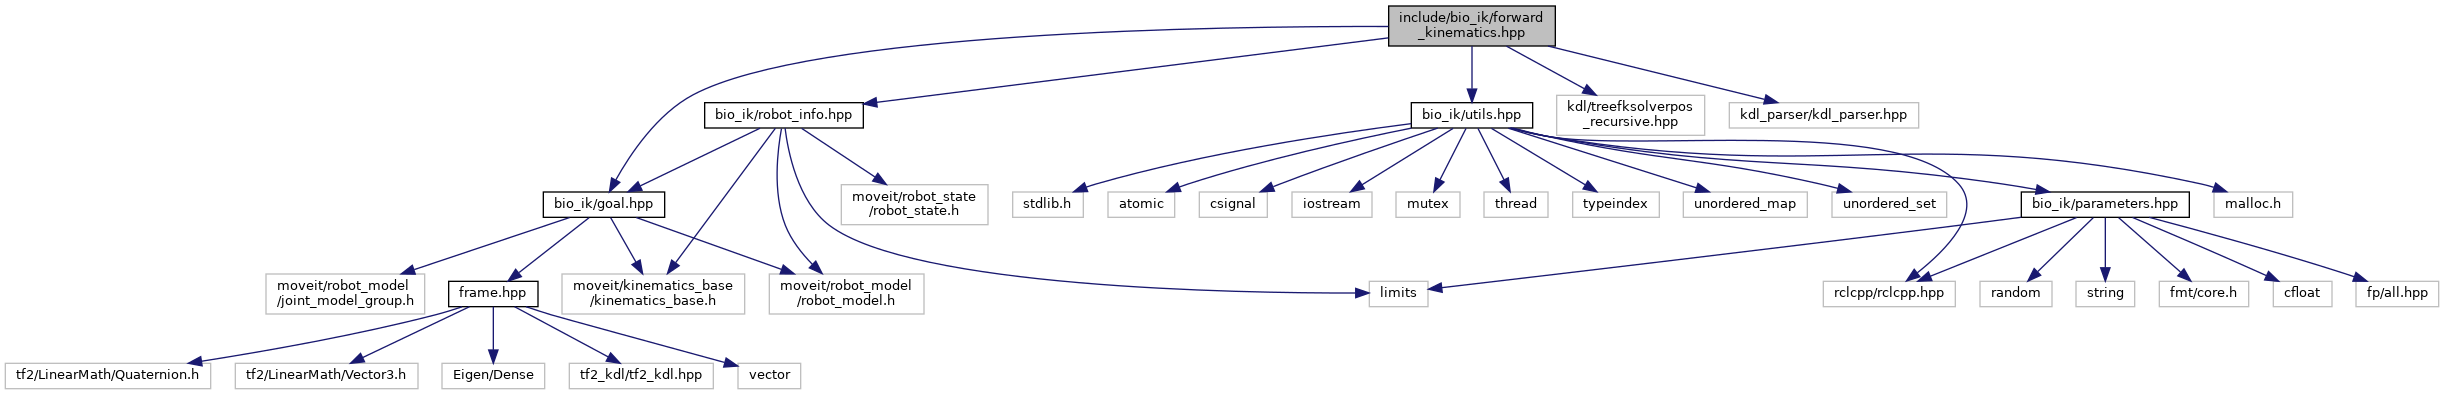 include/bio_ik/forward
_kinematics.hpp
bio_ik/robot_info.hpp
bio_ik/utils.hpp
kdl/treefksolverpos
_recursive.hpp
kdl_parser/kdl_parser.hpp
bio_ik/goal.hpp
moveit/robot_state
/robot_state.h
stdlib.h
atomic
csignal
iostream
mutex
thread
typeindex
unordered_map
unordered_set
bio_ik/parameters.hpp
malloc.h
moveit/robot_model
/joint_model_group.h
frame.hpp
moveit/kinematics_base
/kinematics_base.h
moveit/robot_model
/robot_model.h
limits
rclcpp/rclcpp.hpp
random
string
fmt/core.h
cfloat
fp/all.hpp
tf2/LinearMath/Quaternion.h
tf2/LinearMath/Vector3.h
Eigen/Dense
tf2_kdl/tf2_kdl.hpp
vector